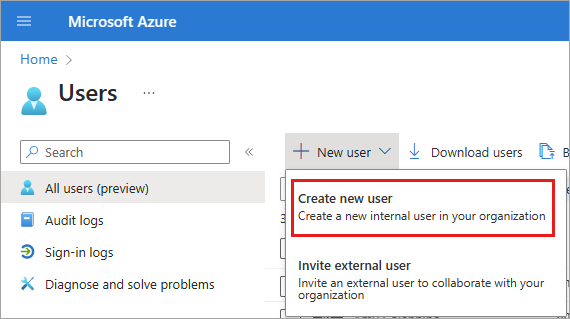 Microsoft Azure
Home >
Users ...
Search
«
New user
Download users
All users (preview)
Audit logs
Sign-in logs
Diagnose and solve problems
Create new user
Create a new internal user in your organization
Invite external user
Invite an external user to collaborate with your
organization